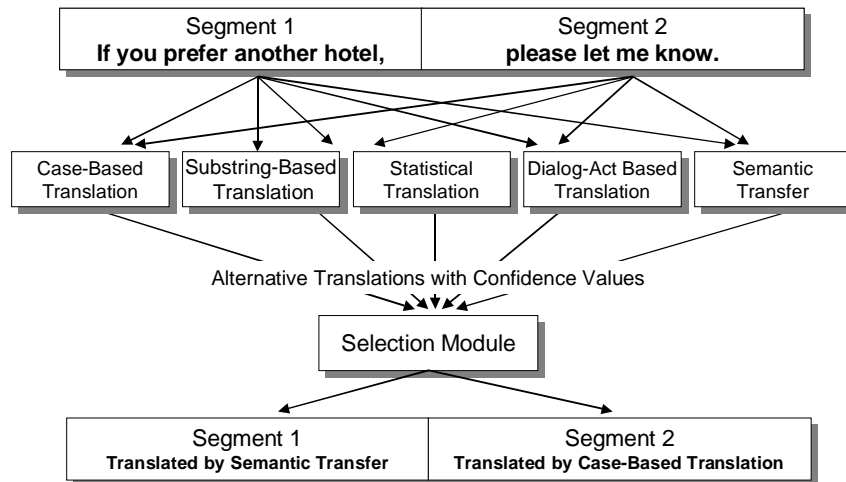 Segment 1
If you prefer another hotel,
Segment 2
please let me know.
Case-Based
Translation
Substring-Based
Translation
Statistical
Translation
Dialog-Act Based
Translation
Semantic
Transfer
Alternative Translations with Confidence Values
Selection Module
Segment 1
Translated by Semantic Transfer
Segment 2
Translated by Case-Based Translation